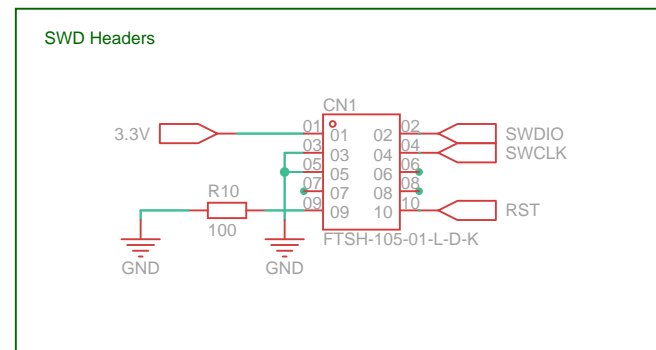 SWD Headers
CN1
3.3V 01 01 02 02 SWDIO
03 03 04 04 SWCLK
05 05 06 06
07 07 08 08
R10 09 09 10 10 RST
100 FTSH-105-01-L-D-K
GND GND